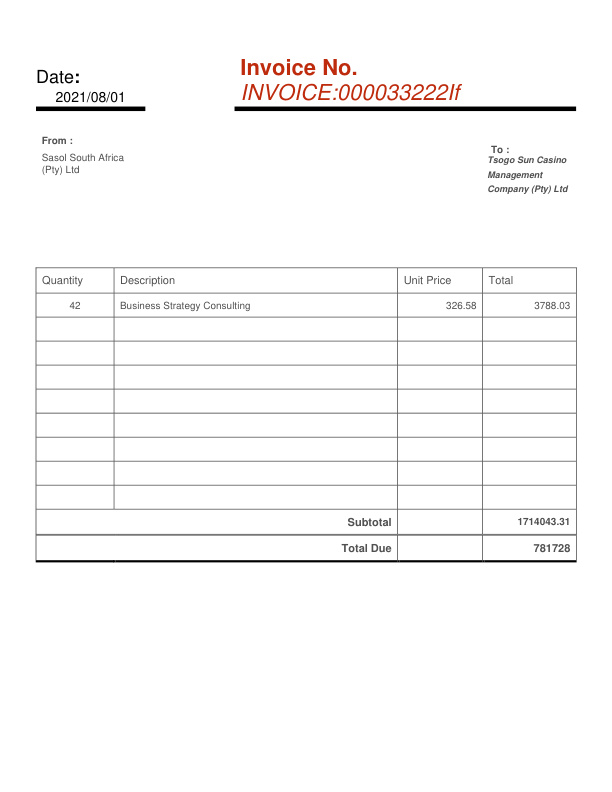 Invoice No.
Date:
INVOICE:000033222lf
2021/08/01
From :
Sasol South Africa
(Pty) Ltd
To :
Tsogo Sun Casino
Management
Company (Pty) Ltd
Quantity Description Unit Price Total
42 Business Strategy Consulting 326.58 3788.03
Subtotal 1714043.31
Total Due 781728